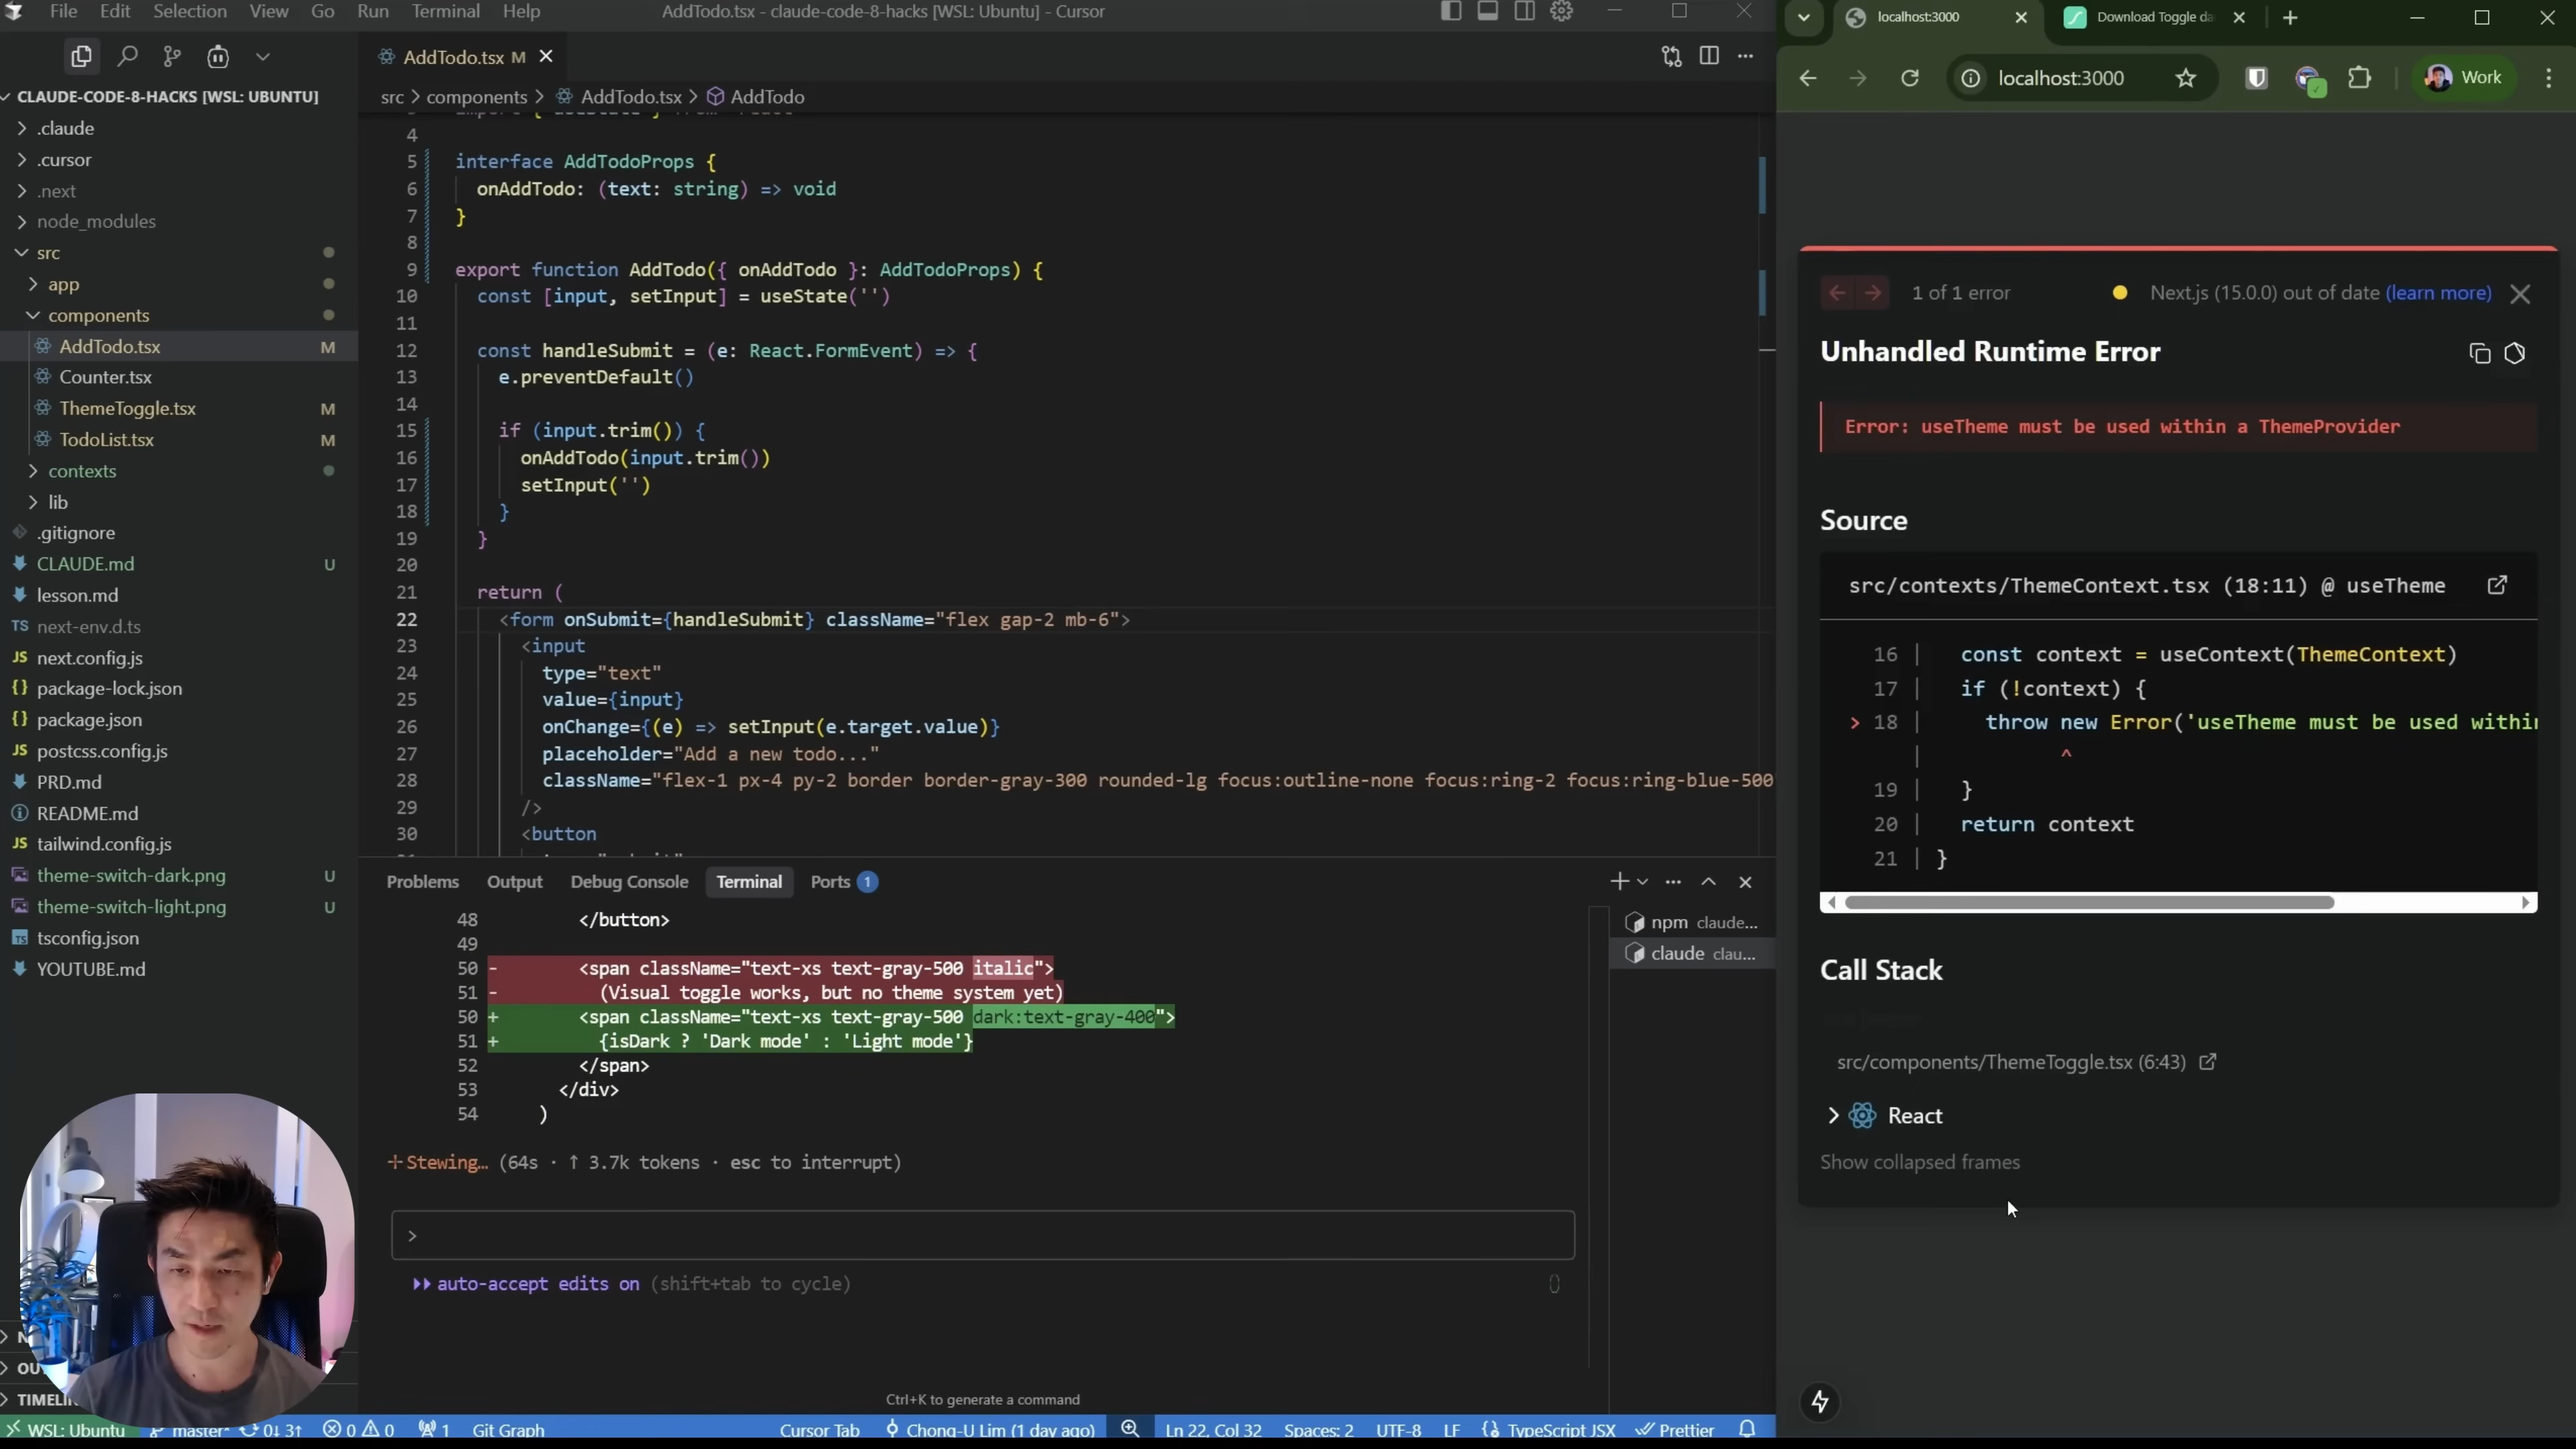 File Edit Selection View Go Run Terminal Help
AddTodo.tsx - claude-code-8-hacks [WSL: Ubuntu] - Cursor
CLAUDE-CODE-8-HACKS [WSL: UBUNTU]
.claude
.cursor
.next
node_modules
src
app
components
AddTodo.tsx M
Counter.tsx
ThemeToggle.tsx M
TodoList.tsx M
contexts
lib
.gitignore
CLAUDE.md U
lesson.md
TS next-env.d.ts
JS next.config.js
{} package-lock.json
{} package.json
JS postcss.config.js
PRD.md
README.md
JS tailwind.config.js
theme-switch-dark.png U
theme-switch-light.png U
TS tsconfig.json
YOUTUBE.md
AddTodo.tsx M
src > components > AddTodo.tsx > AddTodo
4
5 interface AddTodoProps {
6 onAddTodo: (text: string) => void
7 }
8
9 export function AddTodo({ onAddTodo }: AddTodoProps) {
10 const [input, setInput] = useState('')
11
12 const handleSubmit = (e: React.FormEvent) => {
13 e.preventDefault()
14
15 if (input.trim()) {
16 onAddTodo(input.trim())
17 setInput('')
18 }
19 }
20
21 return (
22 <form onSubmit={handleSubmit} className="flex gap-2 mb-6">
23 <input
24 type="text"
25 value={input}
26 onChange={(e) => setInput(e.target.value)}
27 placeholder="Add a new todo..."
28 className="flex-1 px-4 py-2 border border-gray-300 rounded-lg focus:outline-none focus:ring-2 focus:ring-blue-500
29 />
30 <button
Problems Output Debug Console Terminal Ports 1
48 </button>
49
50 - <span className="text-xs text-gray-500 italic">
51 - (Visual toggle works, but no theme system yet)
50 + <span className="text-xs text-gray-500 dark:text-gray-400">
51 + {isDark ? 'Dark mode' : 'Light mode'}
52 </span>
53 </div>
54 )
Stewing… (64s · ↑ 3.7k tokens · esc to interrupt)
>
auto-accept edits on (shift+tab to cycle)
Ctrl+K to generate a command
npm claude...
claude clau...
WSL: Ubuntu master* 0↓ 3↑ 0 0 1 Git Graph
Cursor Tab Chong-U Lim (1 day ago) Ln 22, Col 32 Spaces: 2 UTF-8 LF TypeScript JSX Prettier
localhost:3000
Download Toggle da
localhost:3000
Work
1 of 1 error
Next.js (15.0.0) out of date (learn more)
Unhandled Runtime Error
Error: useTheme must be used within a ThemeProvider
Source
src/contexts/ThemeContext.tsx (18:11) @ useTheme
16 | const context = useContext(ThemeContext)
17 | if (!context) {
> 18 | throw new Error('useTheme must be used within
| ^
19 | }
20 | return context
21 | }
Call Stack
src/components/ThemeToggle.tsx (6:43)
React
Show collapsed frames